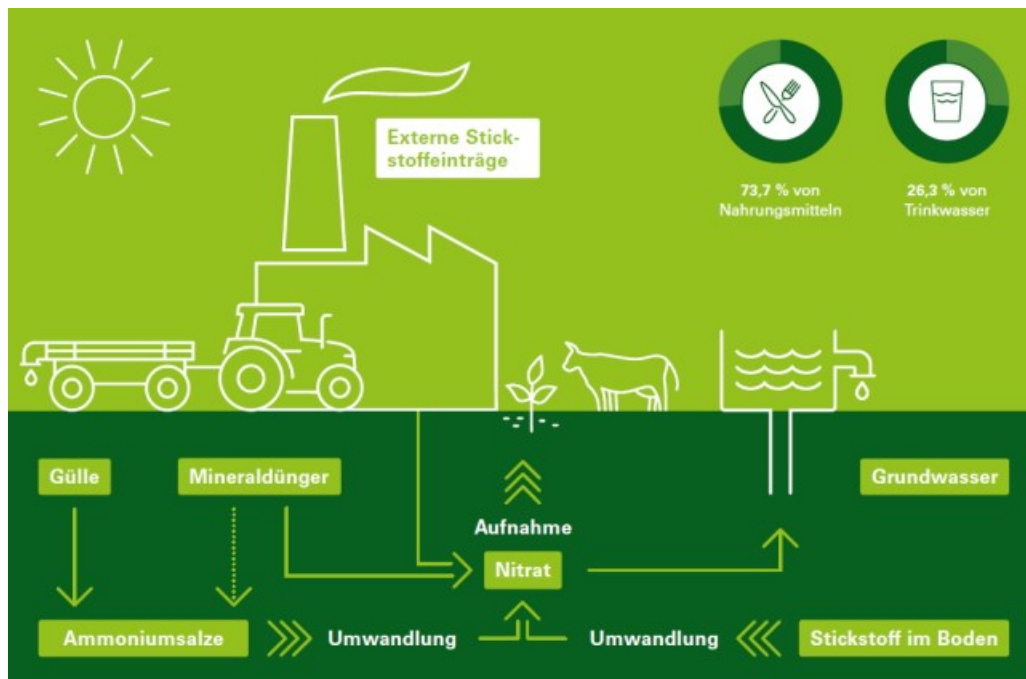 Externe Stick-
stoffeinträge
73,7 % von
Nahrungsmitteln
26,3 % von
Trinkwasser
Gülle
Mineraldünger
Grundwasser
Aufnahme
Nitrat
Ammoniumsalze
Umwandlung
Umwandlung
Stickstoff im Boden